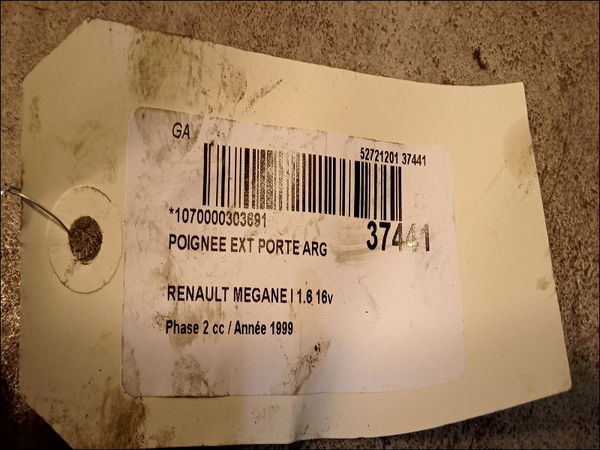 GA
52721201 37441
*1070000303691
37441
POIGNEE EXT PORTE ARG
RENAULT MEGANE I 1.6 16v
Phase 2 cc / Année 1999